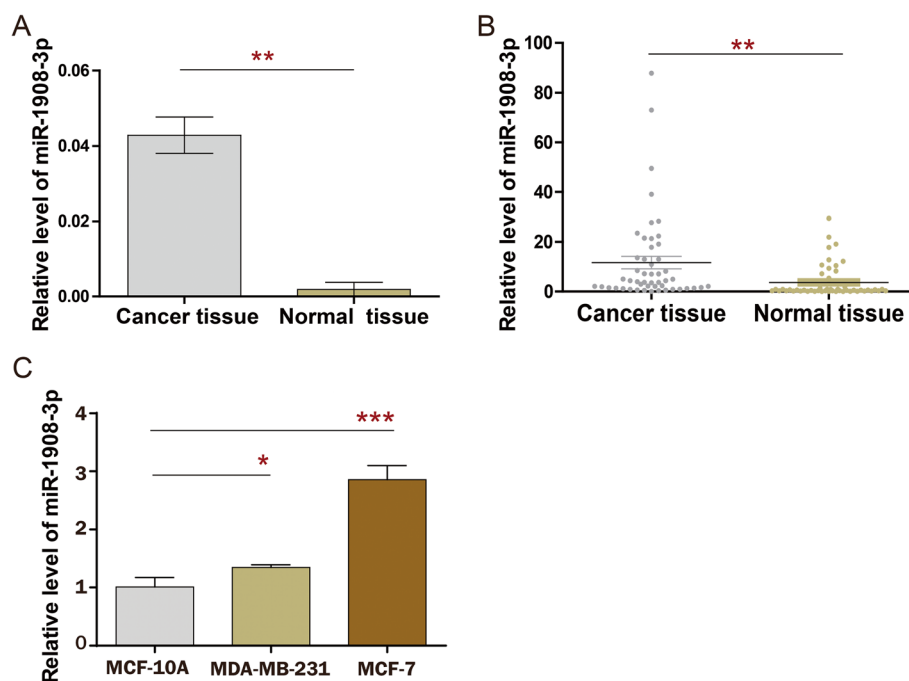 A
Relative level of miR-1908-3p
0.06
0.04
0.02
0.00
**
Cancer tissue
Normal tissue
B
Relative level of miR-1908-3p
100
80
60
40
20
0
**
Cancer tissue
Normal tissue
C
Relative level of miR-1908-3p
4
3
2
1
0
***
*
MCF-10A
MDA-MB-231
MCF-7